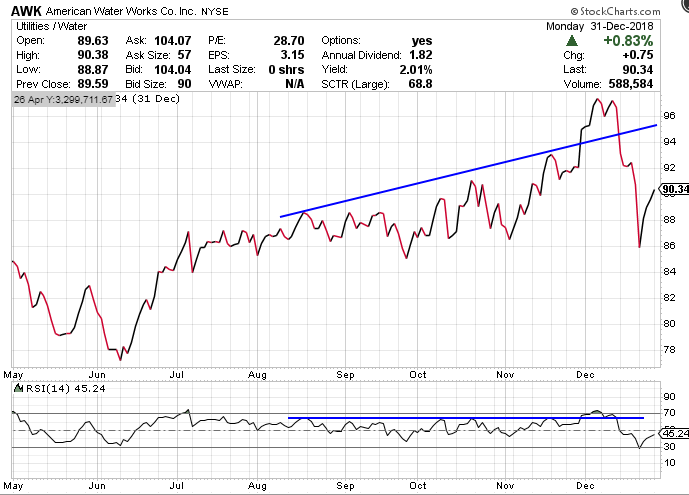 AWK American Water Works Co. Inc. NYSE © StockCharts.com
Utilities / Water Monday 31-Dec-2018
Open: 89.63 Ask: 104.07 P/E: 28.70 Options: yes ▲ +0.83%
High: 90.38 Ask Size: 57 EPS: 3.15 Annual Dividend: 1.82 Chg: +0.75
Low: 88.87 Bid: 104.04 Last Size: 0 shrs Yield: 2.01% Last: 90.34
Prev Close: 89.59 Bid Size: 90 VWAP: N/A SCTR (Large): 68.8 Volume: 588,584
26 Apr Y:3,299,711.67 34 (31 Dec)
96
94
92
90.34
88
86
84
82
80
78
May Jun Jul Aug Sep Oct Nov Dec
RSI(14) 45.24
90
70
45.24
30
10
May Jun Jul Aug Sep Oct Nov Dec